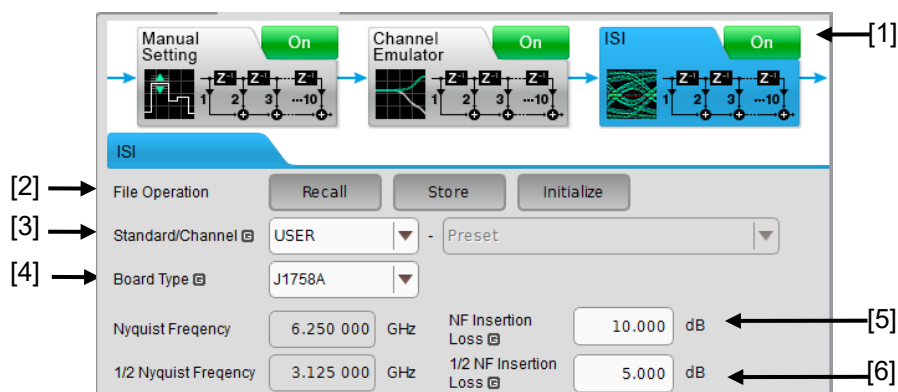 Manual Setting On Channel Emulator On ISI On [1]
Z-1 Z-1 Z-1 Z-1 Z-1 Z-1 Z-1 Z-1 Z-1
1 2 3 ...10 1 2 3 ...10 1 2 3 ...10
ISI
[2] File Operation Recall Store Initialize
[3] Standard/Channel G USER - Preset
[4] Board Type G J1758A
Nyquist Freqency 6.250 000 GHz NF Insertion Loss G 10.000 dB [5]
1/2 Nyquist Freqency 3.125 000 GHz 1/2 NF Insertion Loss G 5.000 dB [6]